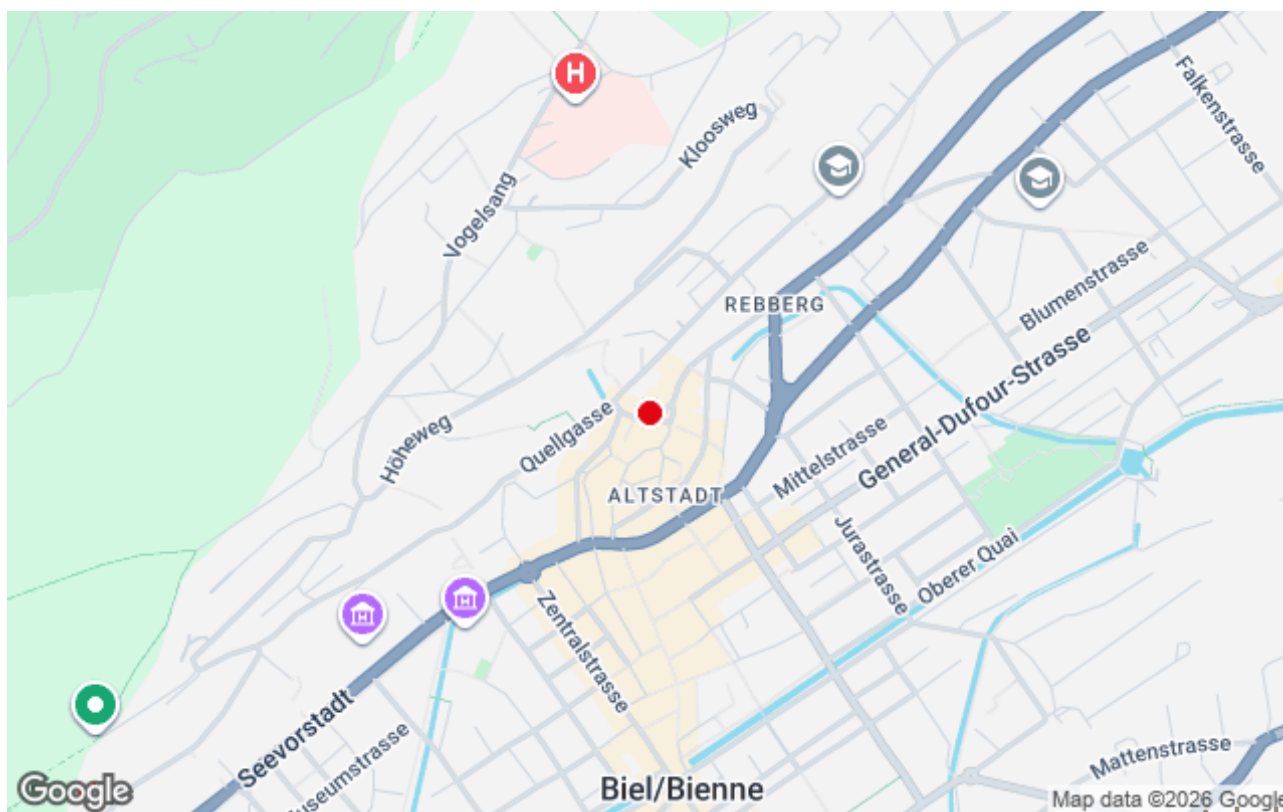 H
Falkenstrasse
Kloosweg
Vogelsang
Blumenstrasse
REBBERG
General-Dufour-Strasse
Höheweg
Quellgasse
Mittelstrasse
ALTSTADT
Jurastrasse
Oberer Quai
Zentralstrasse
Seevorstadt
Museumstrasse
Mattenstrasse
Biel/Bienne
Google
Map data ©2026 Google